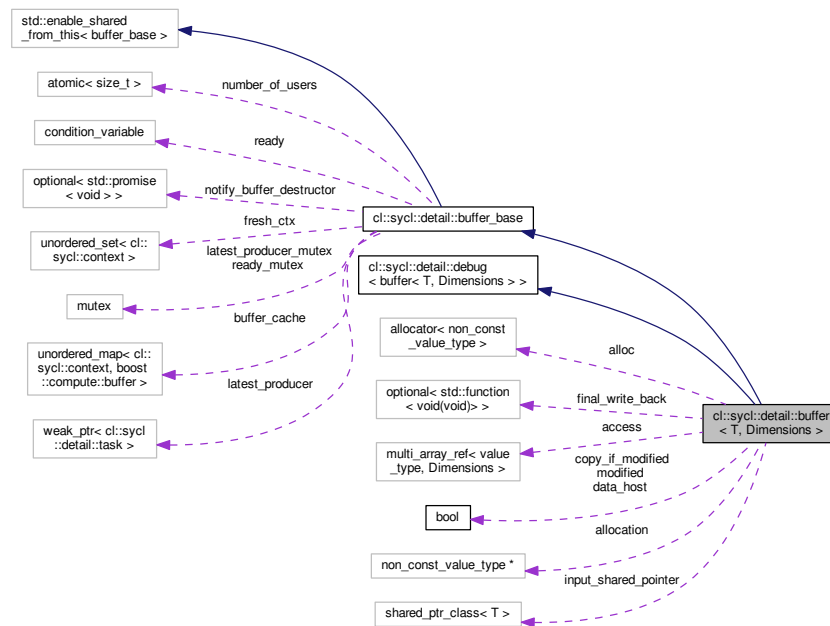 std::enable_shared
_from_this< buffer_base >
atomic< size_t >
number_of_users
condition_variable
ready
optional< std::promise
< void > >
notify_buffer_destructor
cl::sycl::detail::buffer_base
fresh_ctx
unordered_set< cl::
sycl::context >
latest_producer_mutex
ready_mutex
cl::sycl::detail::debug
< buffer< T, Dimensions > >
mutex
buffer_cache
allocator< non_const
_value_type >
alloc
unordered_map< cl::
sycl::context, boost
::compute::buffer >
latest_producer
optional< std::function
< void(void)> >
final_write_back
cl::sycl::detail::buffer
< T, Dimensions >
weak_ptr< cl::sycl
::detail::task >
access
multi_array_ref< value
_type, Dimensions >
copy_if_modified
modified
data_host
bool
allocation
non_const_value_type *
input_shared_pointer
shared_ptr_class< T >